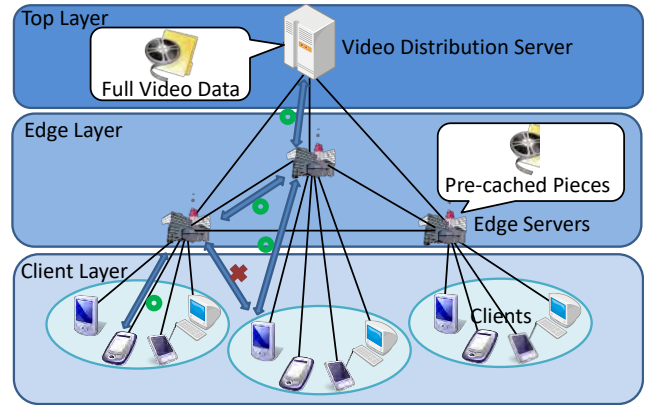 Top Layer
Video Distribution Server
Full Video Data
Edge Layer
Pre-cached Pieces
Edge Servers
Client Layer
Clients